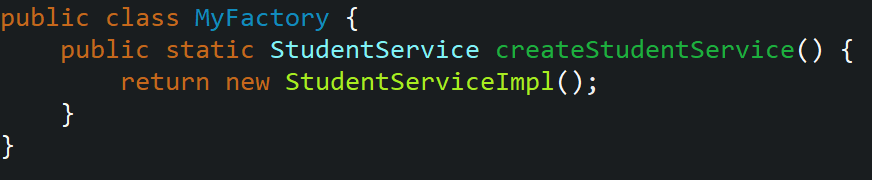 public class MyFactory {
    public static StudentService createStudentService() {
        return new StudentServiceImpl();
    }
}